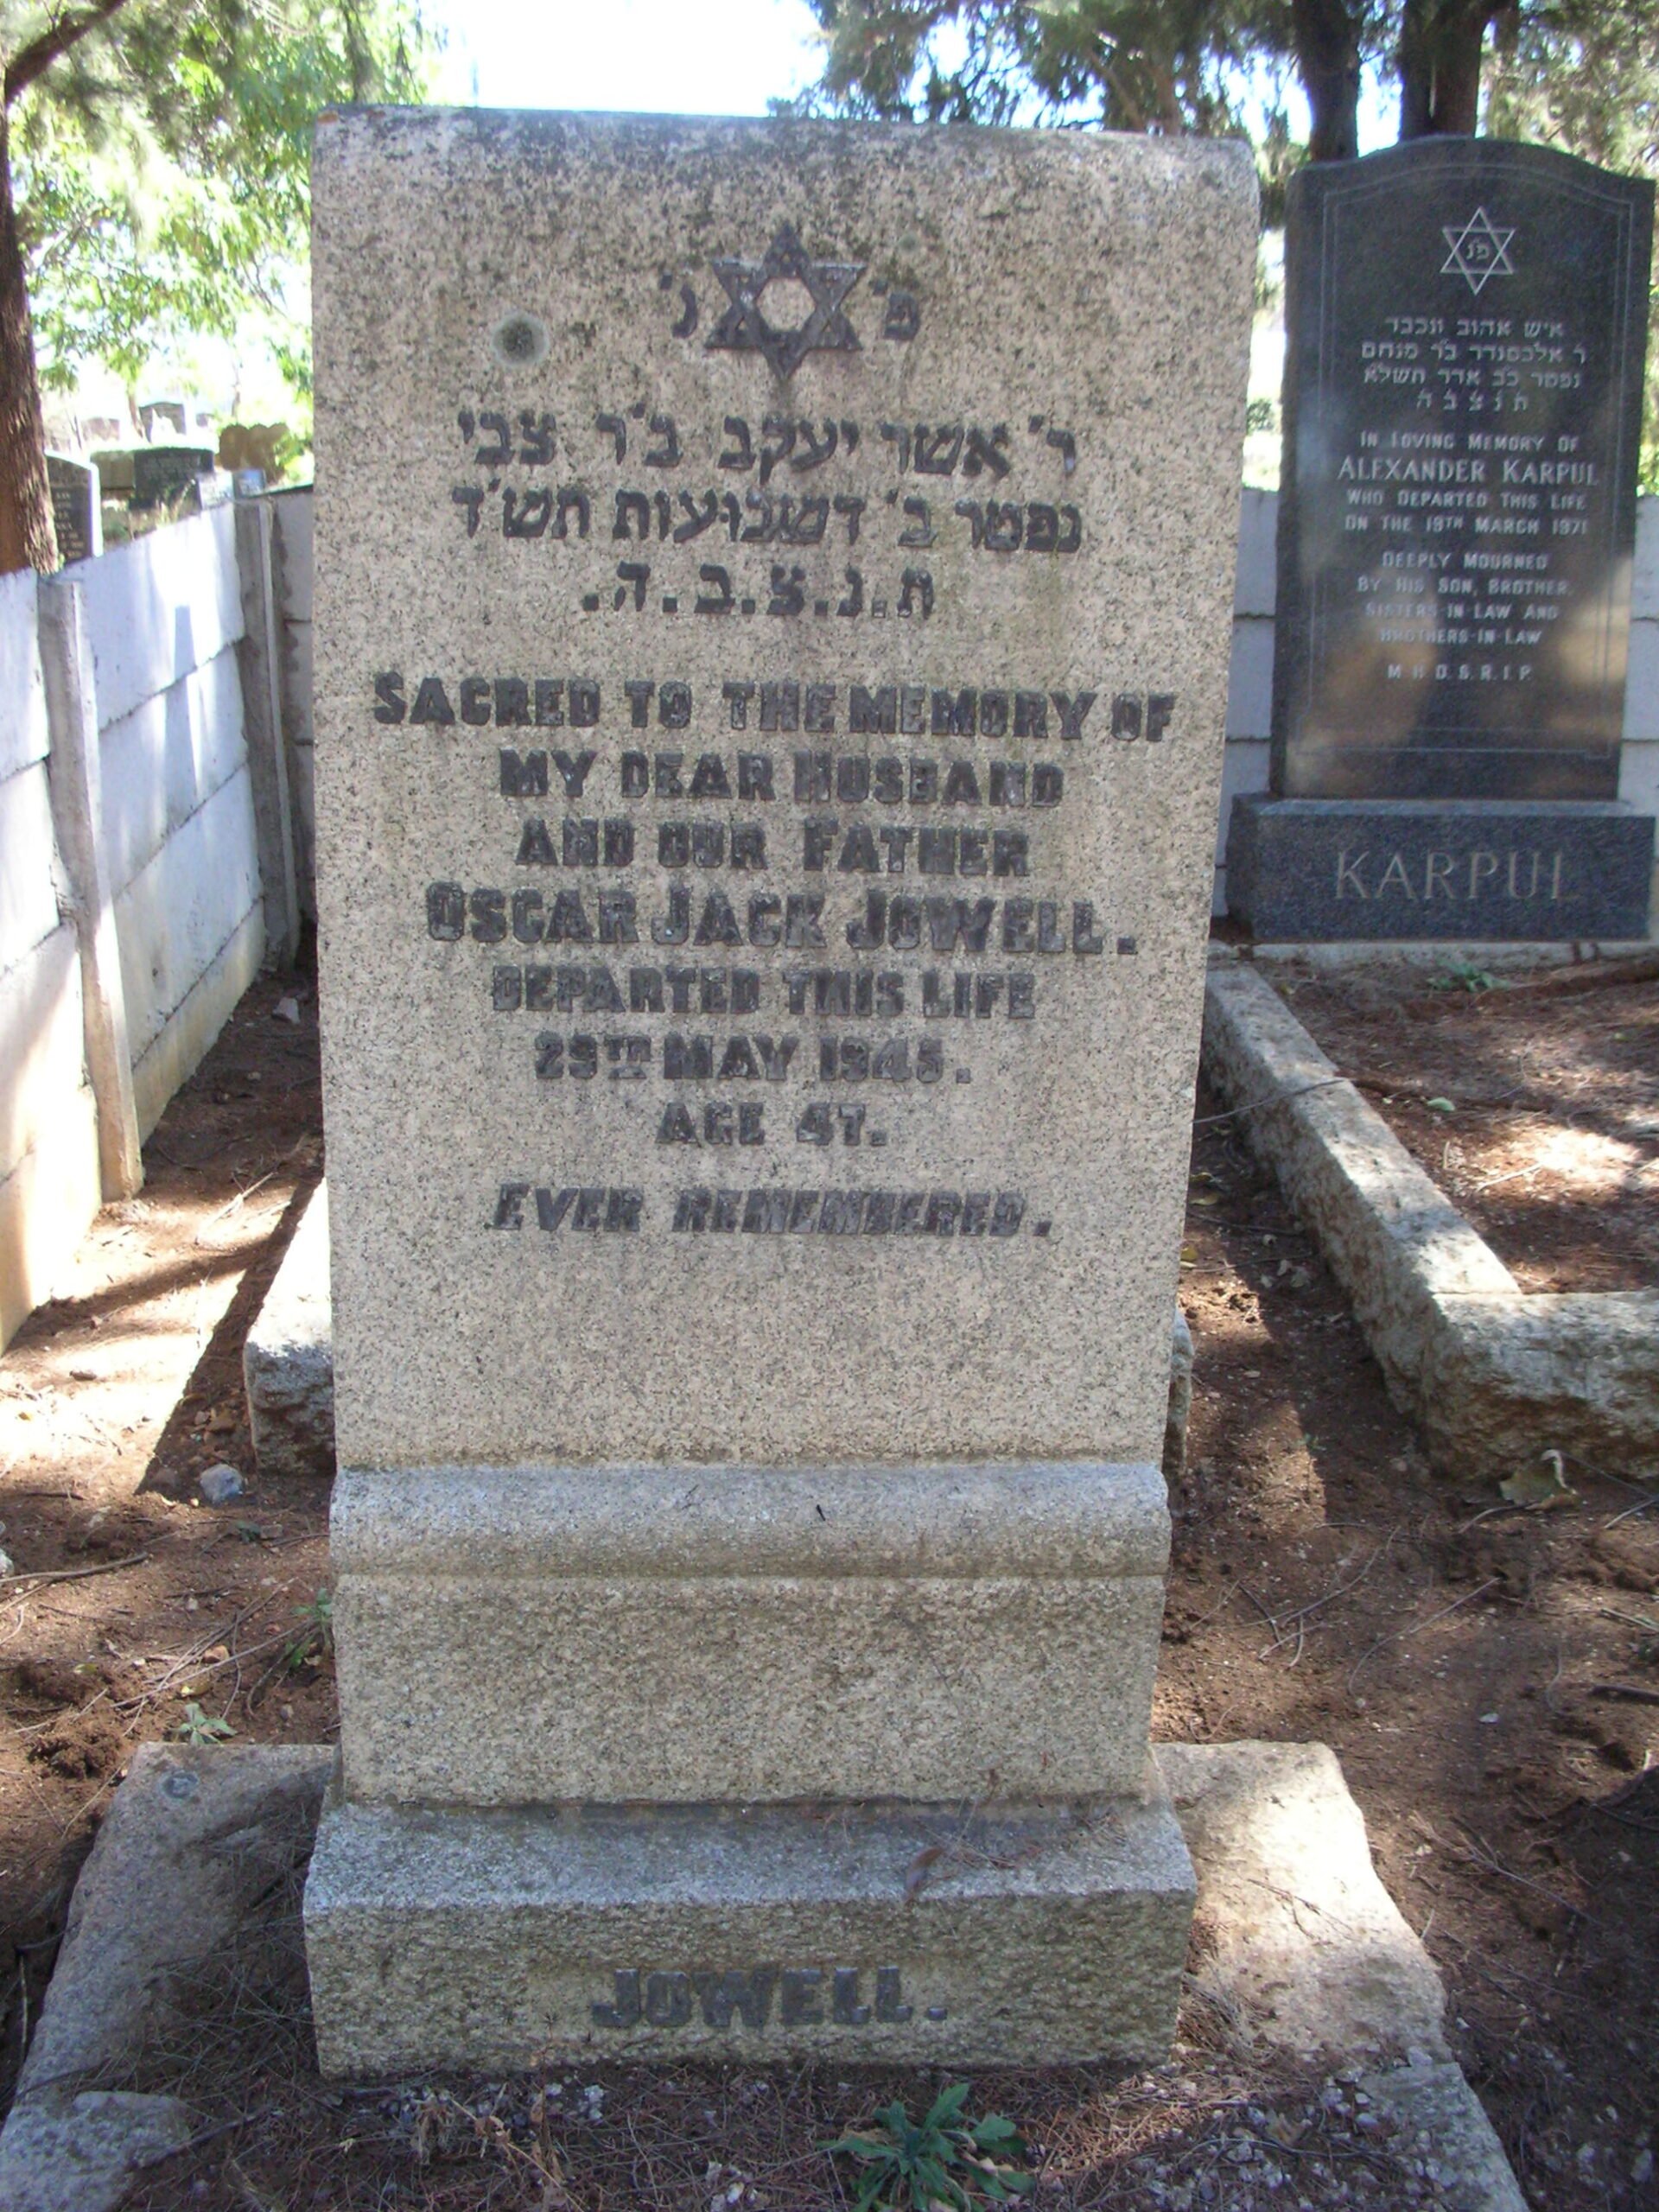 פ' נ'
ר' אשר יעקב ב'ר צבי
נפטר ב' דשבועות תש'ד
ת.נ.צ.ב.ה.
SACRED TO THE MEMORY OF
MY DEAR HUSBAND
AND OUR FATHER
OSCAR JACK JOWELL.
DEPARTED THIS LIFE
29TH MAY 1945.
AGE 47.
EVER REMEMBERED.
JOWELL.
פ"נ
איש אהוב ונכבד
ר אלכסנדר ב"ר מנחם
נפטר כ"ב אדר תשל"א
ת נ צ ב ה
IN LOVING MEMORY OF
ALEXANDER KARPUL
WHO DEPARTED THIS LIFE
ON THE 19TH MARCH 1971
DEEPLY MOURNED
BY HIS SON, BROTHER,
SISTERS-IN-LAW AND
BROTHERS-IN-LAW
M.H.D.S.R.I.P.
KARPUL